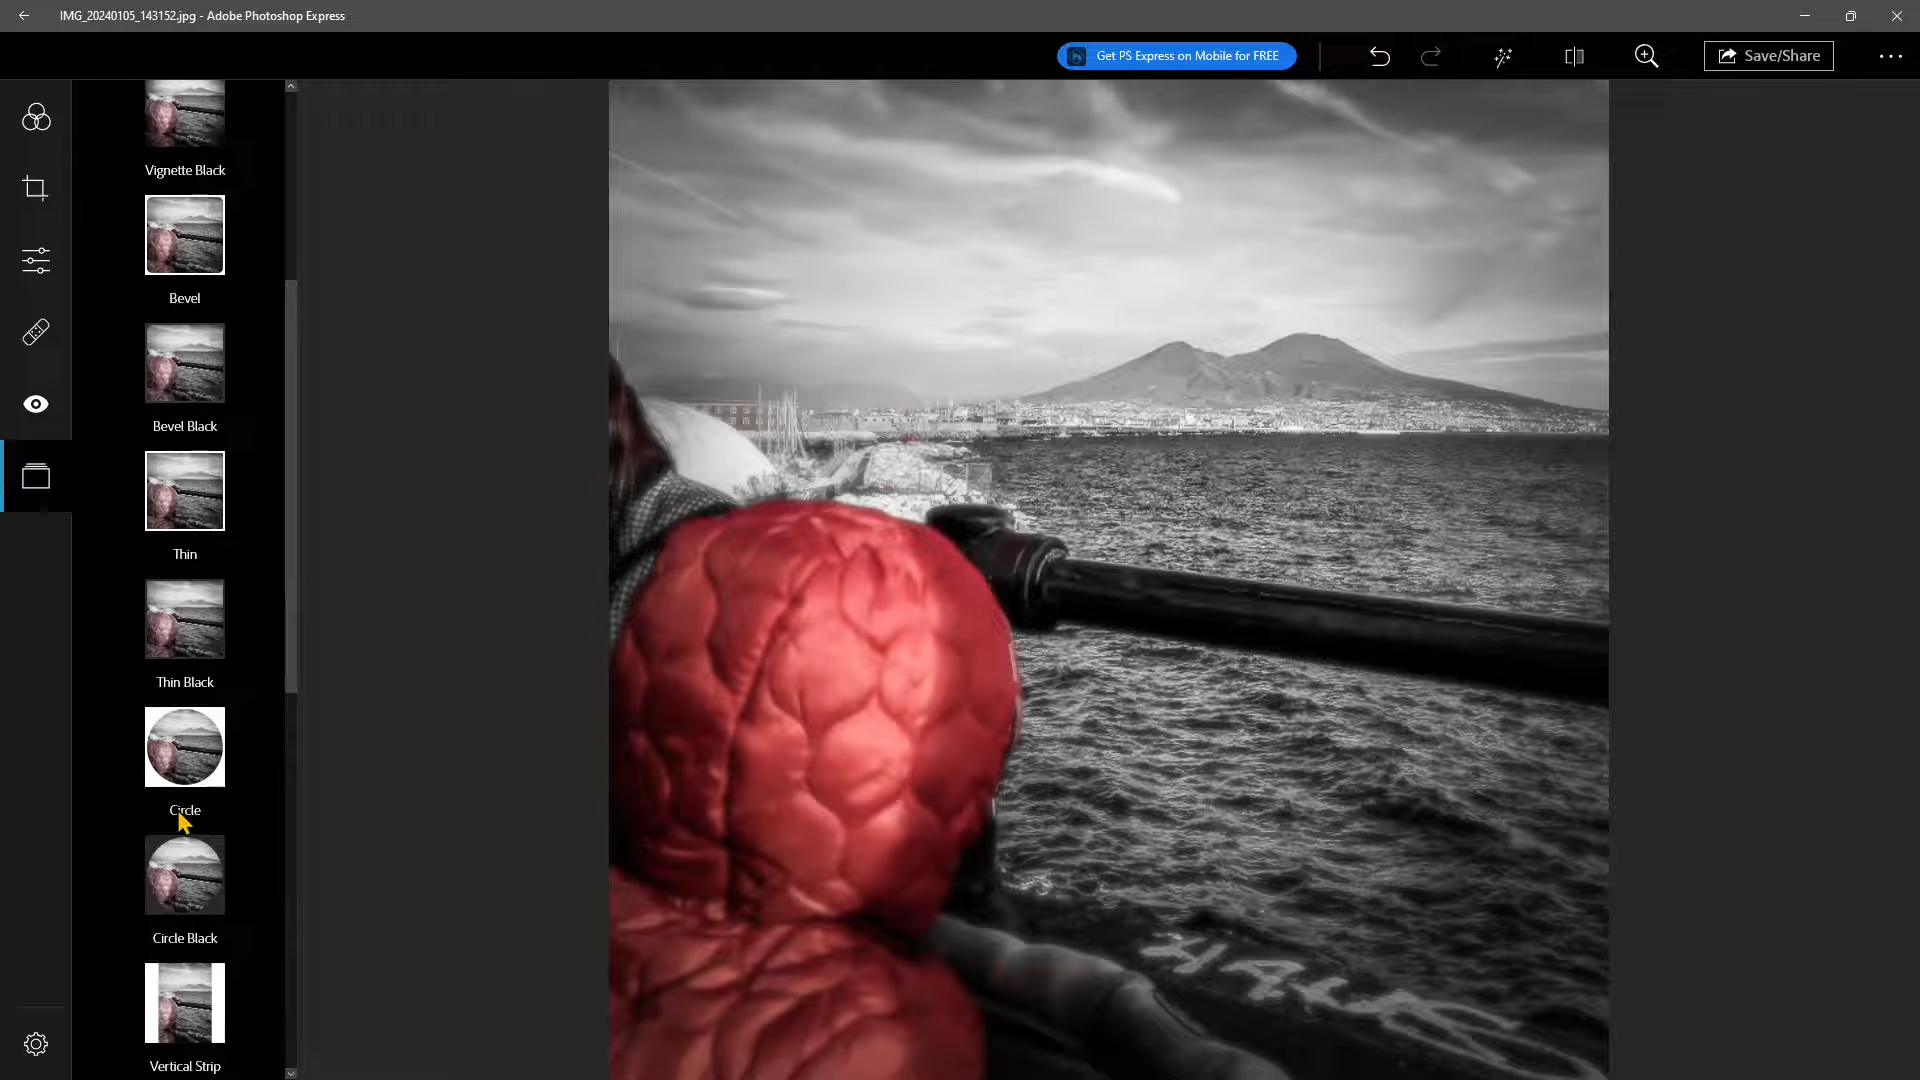 IMG_20240105_143152.jpg - Adobe Photoshop Express
Get PS Express on Mobile for FREE
Save/Share
Vignette Black
Bevel
Bevel Black
Thin
Thin Black
Circle
Circle Black
Vertical Strip